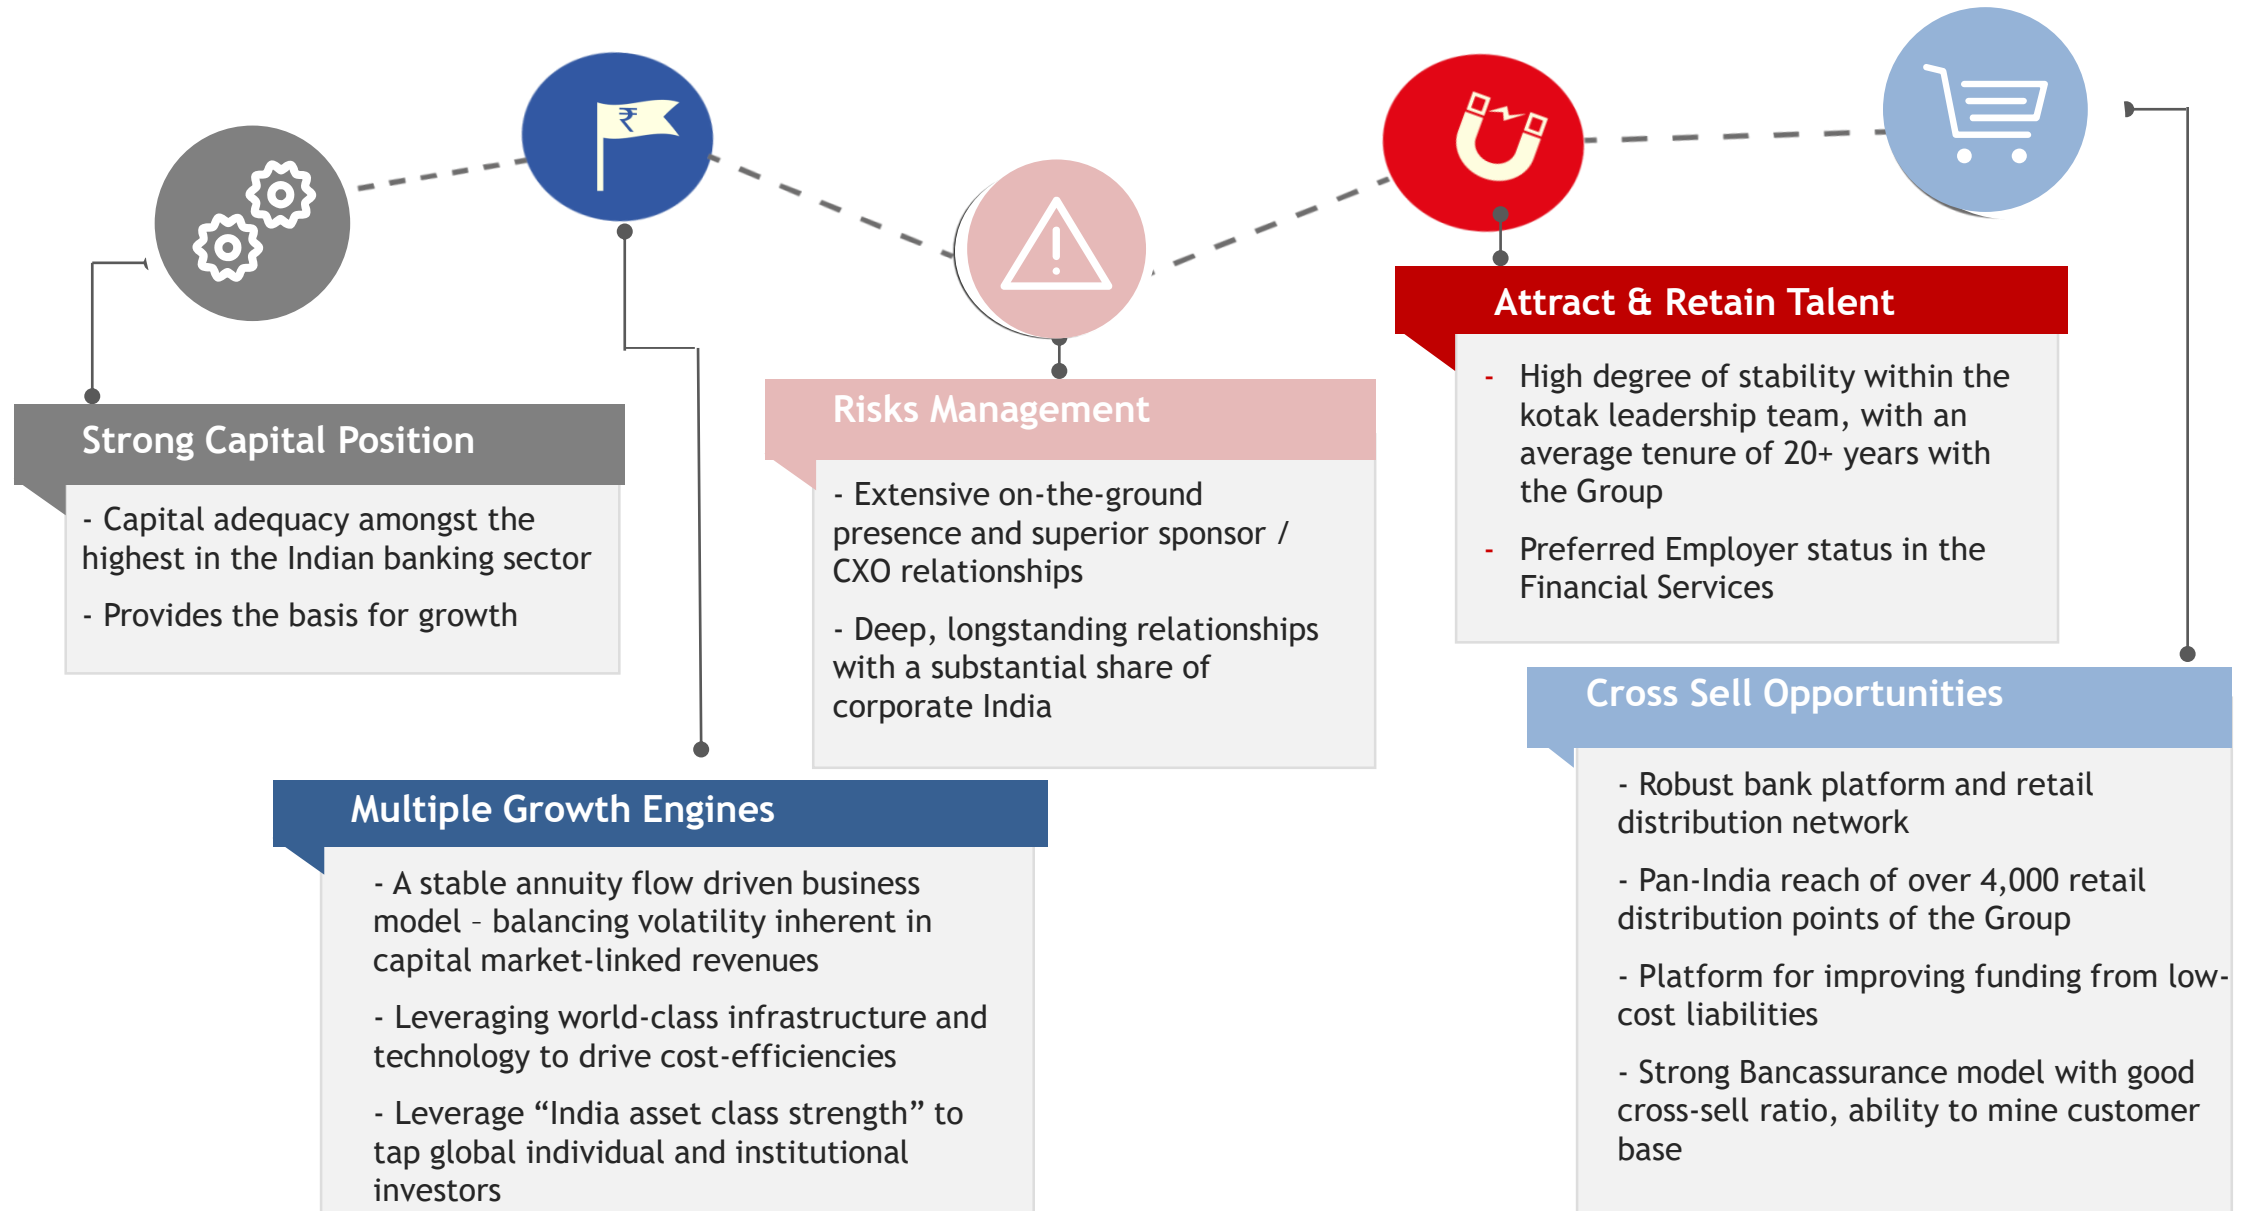 ₹
Strong Capital Position
- Capital adequacy amongst the
highest in the Indian banking sector
- Provides the basis for growth
Multiple Growth Engines
- A stable annuity flow driven business
model – balancing volatility inherent in
capital market-linked revenues
- Leveraging world-class infrastructure and
technology to drive cost-efficiencies
- Leverage “India asset class strength” to
tap global individual and institutional
investors
Risks Management
- Extensive on-the-ground
presence and superior sponsor /
CXO relationships
- Deep, longstanding relationships
with a substantial share of
corporate India
Attract & Retain Talent
- High degree of stability within the
kotak leadership team, with an
average tenure of 20+ years with
the Group
- Preferred Employer status in the
Financial Services
Cross Sell Opportunities
- Robust bank platform and retail
distribution network
- Pan-India reach of over 4,000 retail
distribution points of the Group
- Platform for improving funding from low-
cost liabilities
- Strong Bancassurance model with good
cross-sell ratio, ability to mine customer
base